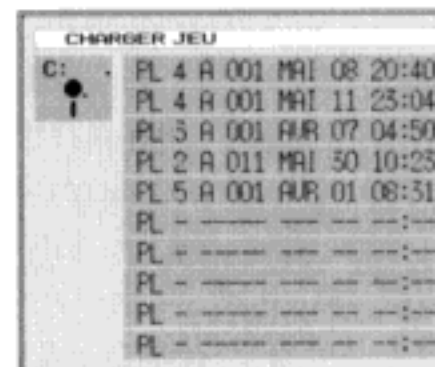 CHARGER JEU
C:
PL 4 A 001 MAI 08 20:40
PL 4 A 001 MAI 11 23:04
PL 3 A 001 AVR 07 04:50
PL 2 A 011 MAI 30 10:23
PL 5 A 001 AVR 01 08:31
PL - ----- --- -- --:--
PL - ----- --- -- --:--
PL - ----- --- -- --:--
PL - ----- --- -- --:--
PL - ----- --- -- --:--